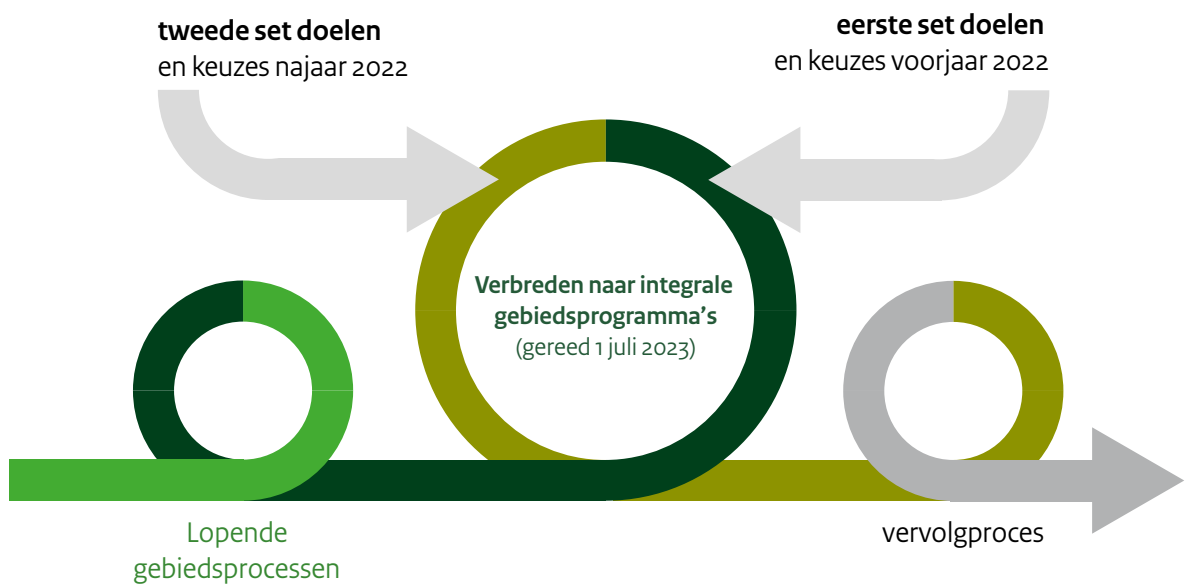 tweede set doelen
en keuzes najaar 2022
eerste set doelen
en keuzes voorjaar 2022
Verbreden naar integrale
gebiedsprogramma's
(gereed 1 juli 2023)
Lopende
gebiedsprocessen
vervolgproces